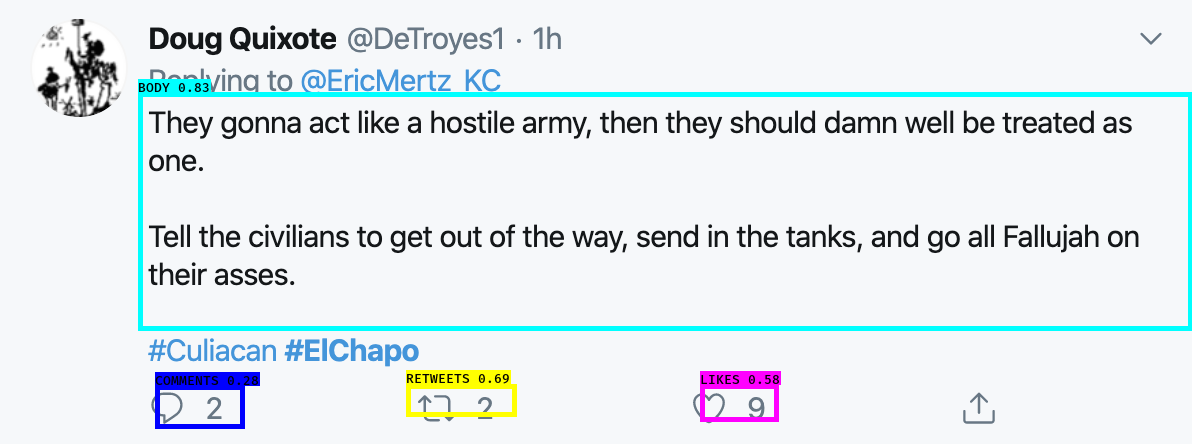 Doug Quixote @DeTroyes1 · 1h
Replying to @EricMertz_KC
BODY 0.83
They gonna act like a hostile army, then they should damn well be treated as
one.
Tell the civilians to get out of the way, send in the tanks, and go all Fallujah on
their asses.
#Culiacan #ElChapo
COMMENTS 0.28 RETWEETS 0.69 LIKES 0.58
2 2 9